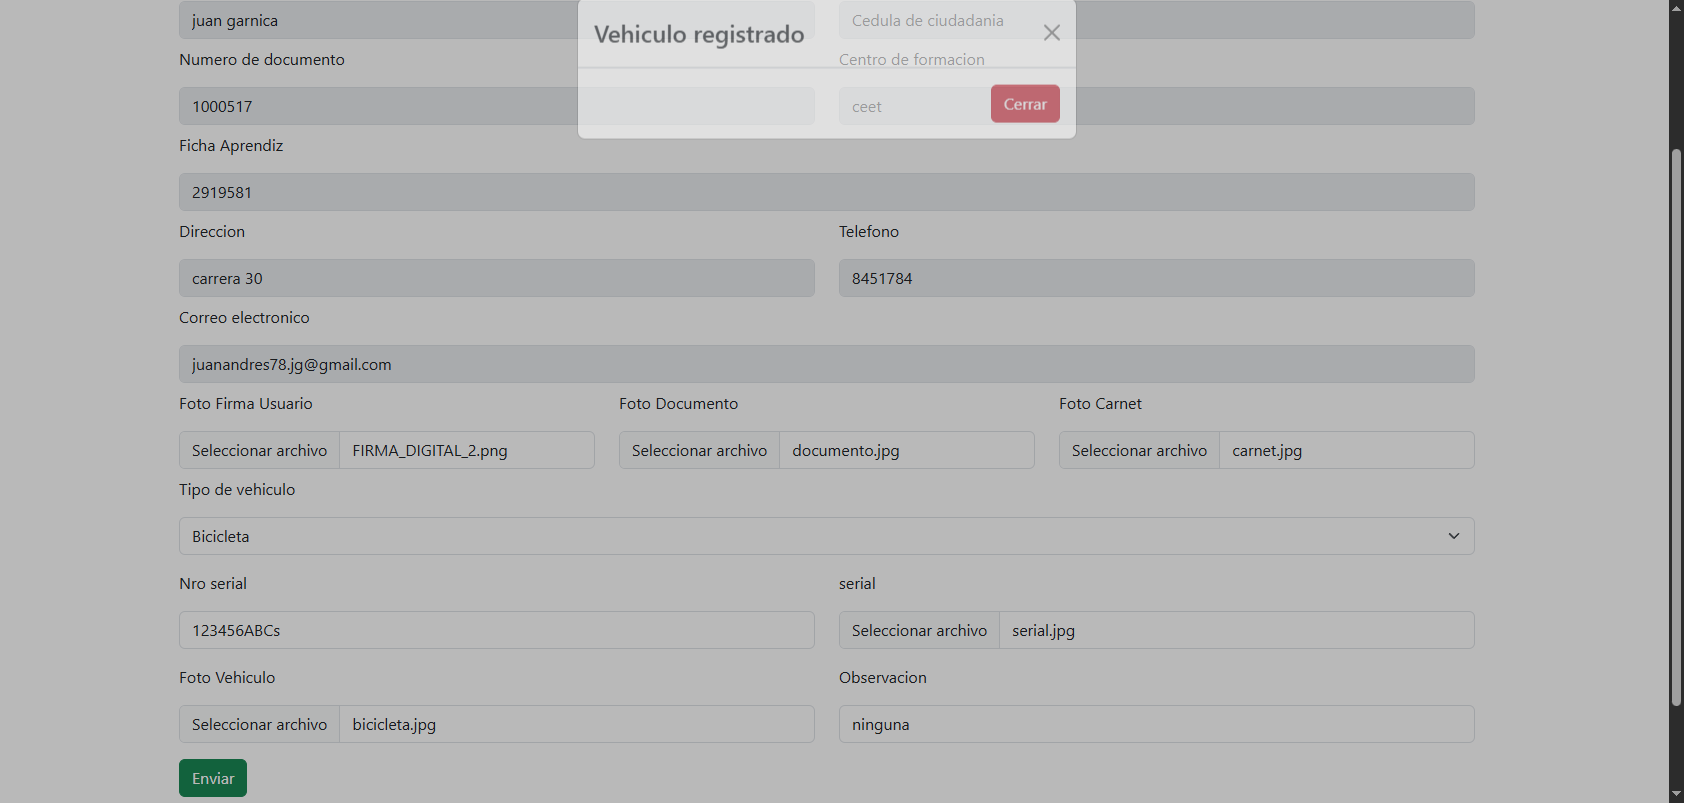 juan garnica
Cedula de ciudadania
Vehiculo registrado
Numero de documento
Centro de formacion
1000517
ceet
Cerrar
Ficha Aprendiz
2919581
Direccion
Telefono
carrera 30
8451784
Correo electronico
juanandres78.jg@gmail.com
Foto Firma Usuario
Foto Documento
Foto Carnet
Seleccionar archivo FIRMA_DIGITAL_2.png
Seleccionar archivo documento.jpg
Seleccionar archivo carnet.jpg
Tipo de vehiculo
Bicicleta
Nro serial
serial
123456ABCs
Seleccionar archivo serial.jpg
Foto Vehiculo
Observacion
Seleccionar archivo bicicleta.jpg
ninguna
Enviar